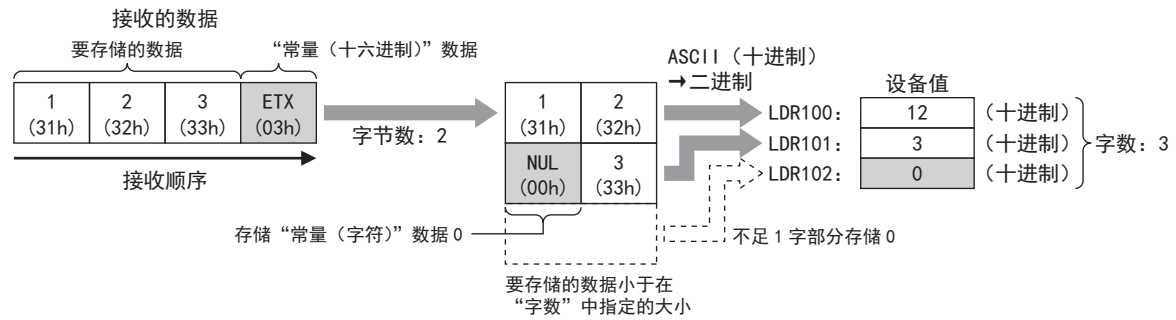 接收的数据
要存储的数据 “常量（十六进制）”数据
1 2 3 ETX
(31h) (32h) (33h) (03h)
接收顺序
字节数：2
1 2
(31h) (32h)
NUL 3
(00h) (33h)
存储“常量（字符）”数据0
要存储的数据小于在
“字数”中指定的大小
ASCII（十进制）
→二进制
设备值
LDR100： 12 （十进制）
LDR101： 3 （十进制）
LDR102： 0 （十进制）
字数：3
不足1字部分存储0